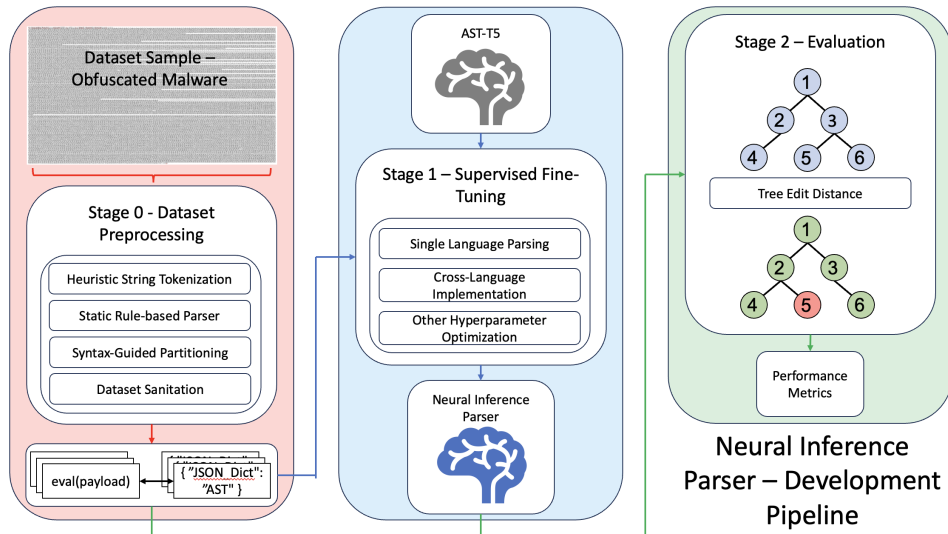 Dataset Sample –
Obfuscated Malware
Stage 0 - Dataset
Preprocessing
Heuristic String Tokenization
Static Rule-based Parser
Syntax-Guided Partitioning
Dataset Sanitation
eval(payload)
{ "JSON_Dict":
"AST" }
AST-T5
Stage 1 – Supervised Fine-
Tuning
Single Language Parsing
Cross-Language
Implementation
Other Hyperparameter
Optimization
Neural Inference
Parser
Stage 2 – Evaluation
1
2 3
4 5 6
Tree Edit Distance
1
2 3
4 5 6
Performance
Metrics
Neural Inference
Parser – Development
Pipeline